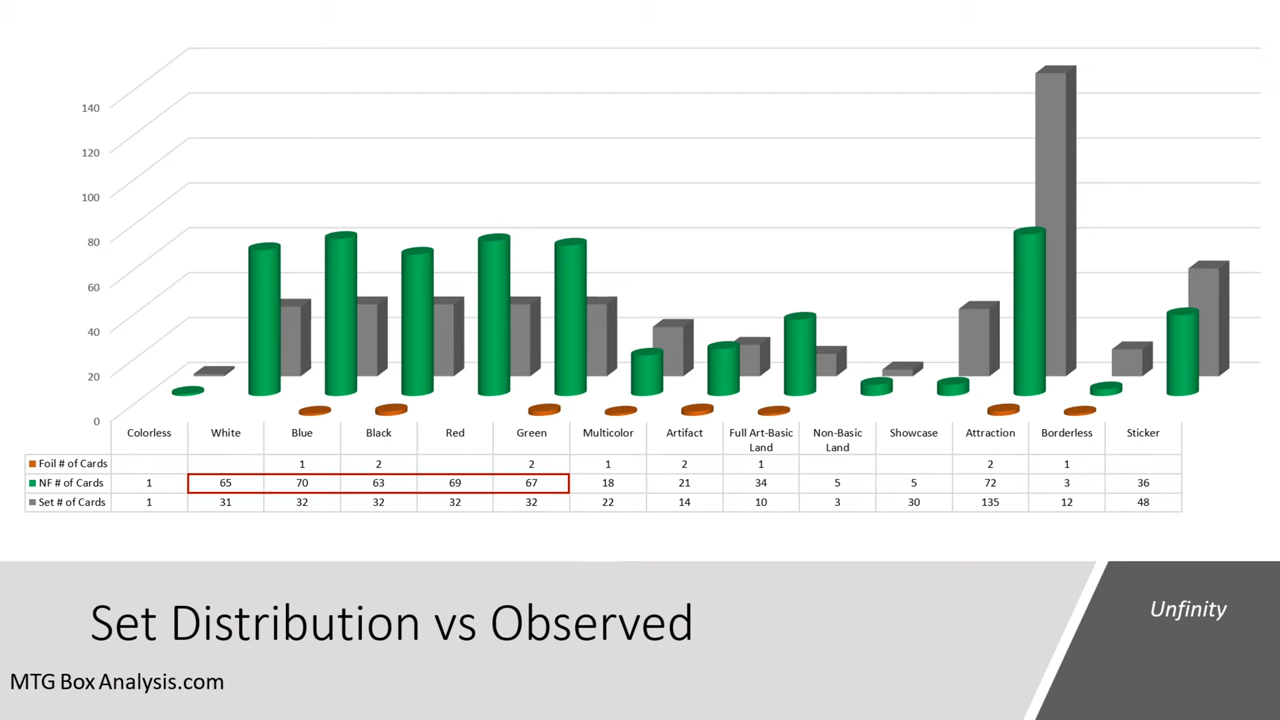 140
120
100
80
60
40
20
0
Colorless White Blue Black Red Green Multicolor Artifact Full Art-Basic Land Non-Basic Land Showcase Attraction Borderless Sticker
Foil # of Cards 1 2 2 1 2 1 2 1
NF # of Cards 1 65 70 63 69 67 18 21 34 5 5 72 3 36
Set # of Cards 1 31 32 32 32 32 22 14 10 3 30 135 12 48
Set Distribution vs Observed
Unfinity
MTG Box Analysis.com